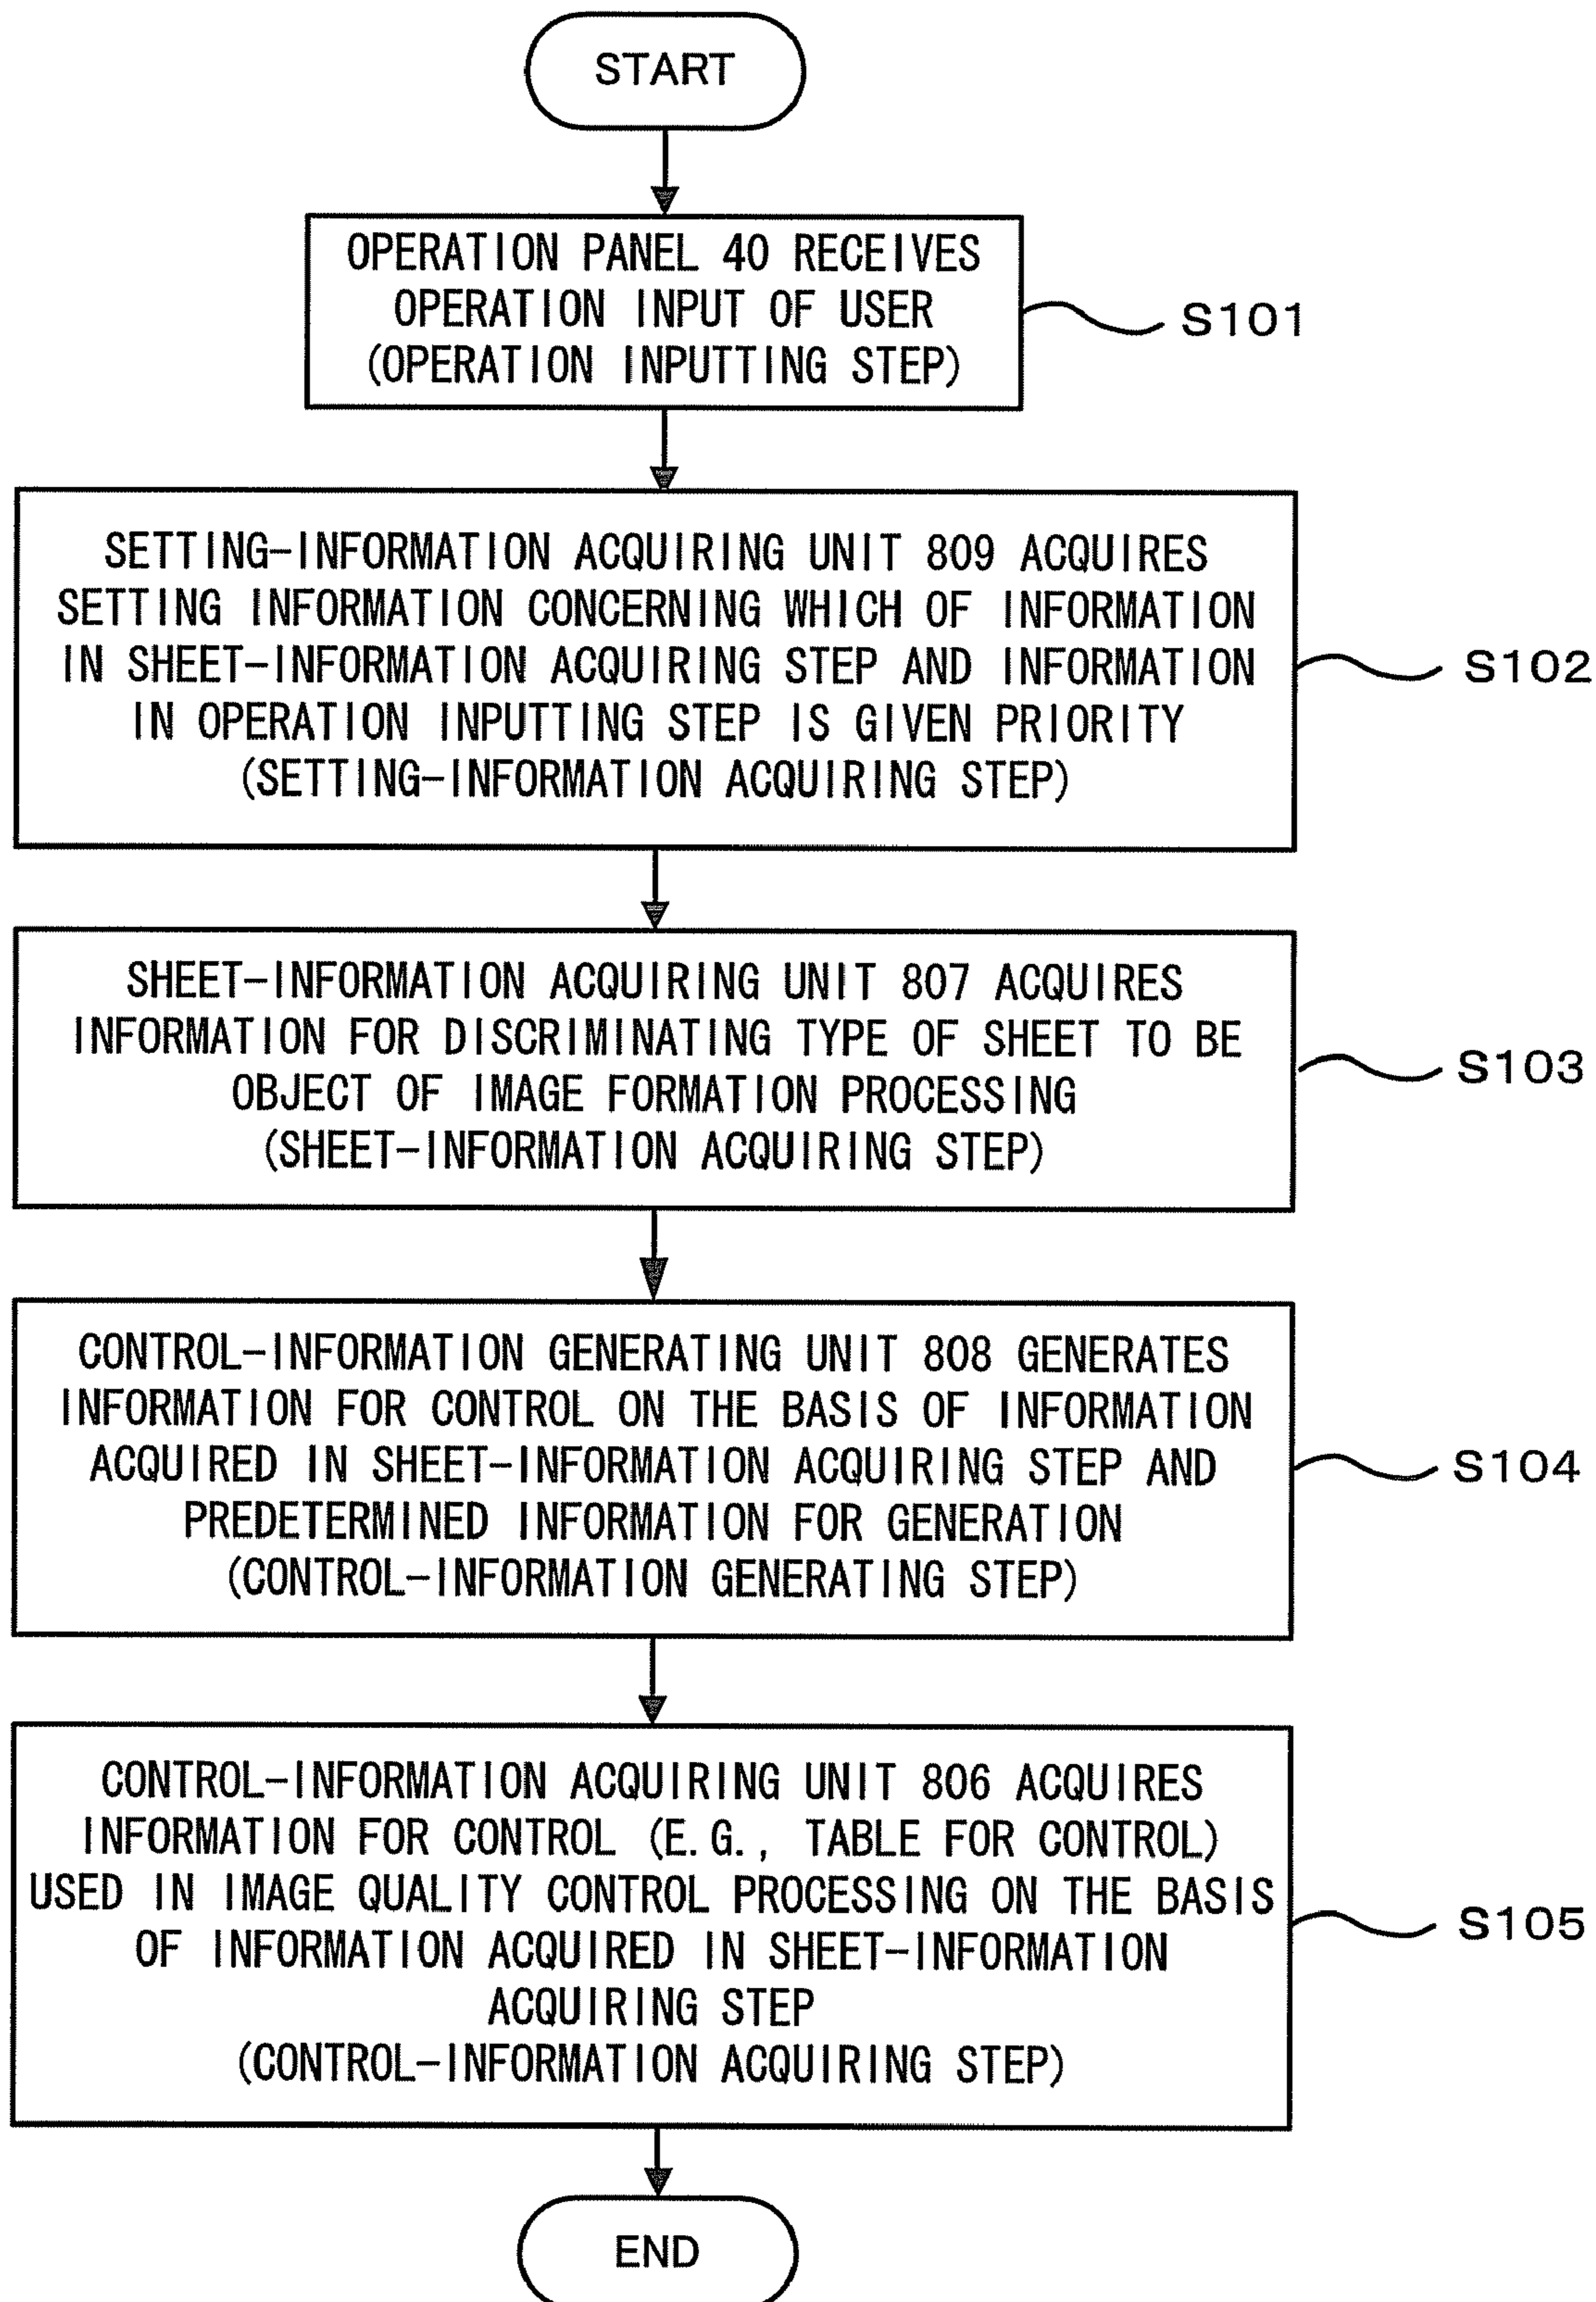 START
OPERATION PANEL 40 RECEIVES
OPERATION INPUT OF USER
(OPERATION INPUTTING STEP)
S101
SETTING-INFORMATION ACQUIRING UNIT 809 ACQUIRES
SETTING INFORMATION CONCERNING WHICH OF INFORMATION
IN SHEET-INFORMATION ACQUIRING STEP AND INFORMATION
IN OPERATION INPUTTING STEP IS GIVEN PRIORITY
(SETTING-INFORMATION ACQUIRING STEP)
S102
SHEET-INFORMATION ACQUIRING UNIT 807 ACQUIRES
INFORMATION FOR DISCRIMINATING TYPE OF SHEET TO BE
OBJECT OF IMAGE FORMATION PROCESSING
(SHEET-INFORMATION ACQUIRING STEP)
S103
CONTROL-INFORMATION GENERATING UNIT 808 GENERATES
INFORMATION FOR CONTROL ON THE BASIS OF INFORMATION
ACQUIRED IN SHEET-INFORMATION ACQUIRING STEP AND
PREDETERMINED INFORMATION FOR GENERATION
(CONTROL-INFORMATION GENERATING STEP)
S104
CONTROL-INFORMATION ACQUIRING UNIT 806 ACQUIRES
INFORMATION FOR CONTROL (E.G., TABLE FOR CONTROL)
USED IN IMAGE QUALITY CONTROL PROCESSING ON THE BASIS
OF INFORMATION ACQUIRED IN SHEET-INFORMATION
ACQUIRING STEP
(CONTROL-INFORMATION ACQUIRING STEP)
S105
END